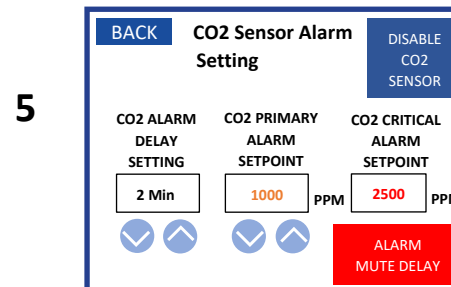 BACK
CO2 Sensor Alarm
Setting
DISABLE
CO2
SENSOR
5
CO2 ALARM
DELAY
SETTING
CO2 PRIMARY
ALARM
SETPOINT
CO2 CRITICAL
ALARM
SETPOINT
2 Min
1000
PPM
2500
ALARM
MUTE DELAY